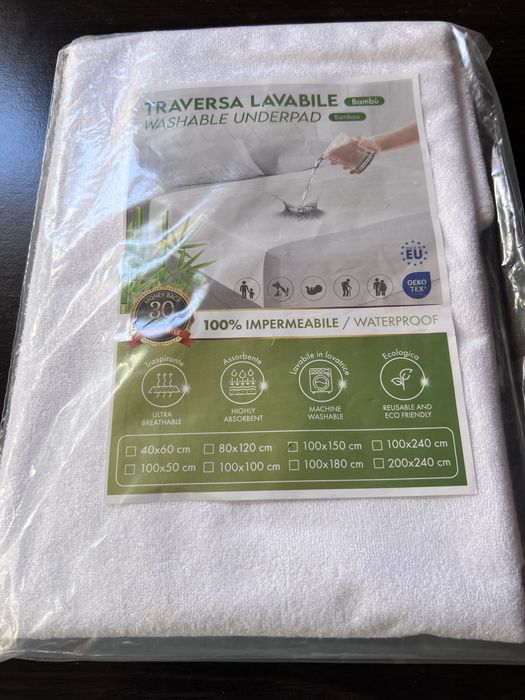 TRAVERSA LAVABILE Bambù
WASHABLE UNDERPAD Bamboo
MADE IN
EU
OEKO
TEX®
MONEY BACK
30
100% IMPERMEABILE / WATERPROOF
Traspirante
ULTRA
BREATHABLE
Assorbente
HIGHLY
ABSORBENT
Lavabile in lavatrice
MACHINE
WASHABLE
Ecologica
REUSABLE AND
ECO FRIENDLY
40x60 cm 80x120 cm 100x150 cm 100x240 cm
100x50 cm 100x100 cm 100x180 cm 200x240 cm